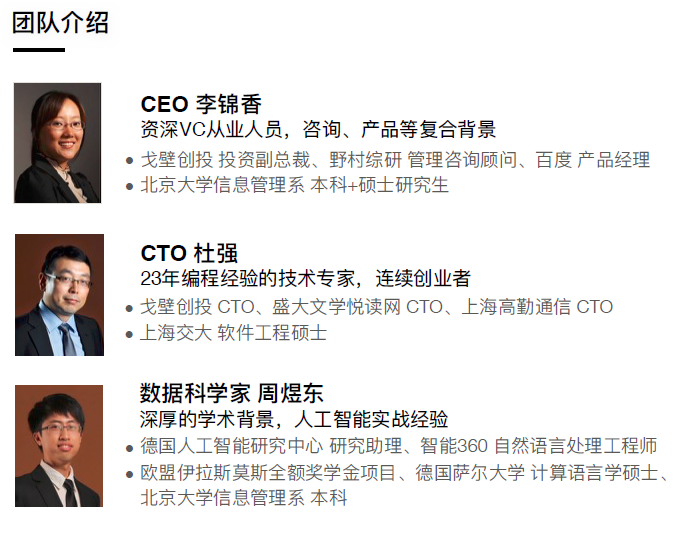 团队介绍
CEO 李锦香
资深VC从业人员，咨询、产品等复合背景
● 戈壁创投 投资副总裁、野村综研 管理咨询顾问、百度 产品经理
● 北京大学信息管理系 本科+硕士研究生
CTO 杜强
23年编程经验的技术专家，连续创业者
● 戈壁创投 CTO、盛大文学悦读网 CTO、上海高勤通信 CTO
● 上海交大 软件工程硕士
数据科学家 周煜东
深厚的学术背景，人工智能实战经验
● 德国人工智能研究中心 研究助理、智能360 自然语言处理工程师
● 欧盟伊拉斯莫斯全额奖学金项目、德国萨尔大学 计算语言学硕士、
北京大学信息管理系 本科